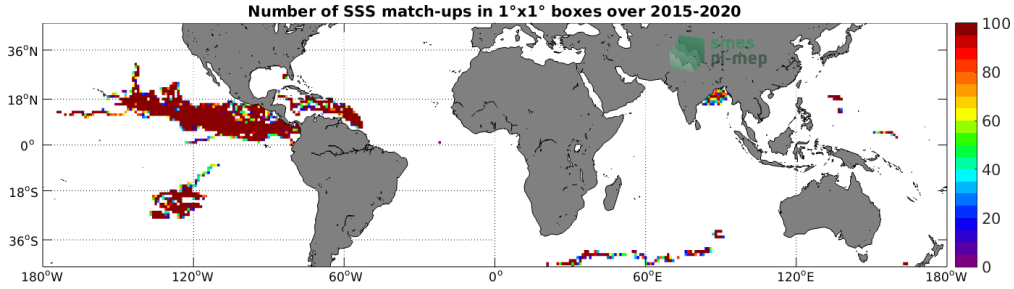 Number of SSS match-ups in 1°x1° boxes over 2015-2020
smos
pi-mep
36°N
18°N
0°
18°S
36°S
180°W
120°W
60°W
0°
60°E
120°E
180°W
100
80
60
40
20
0